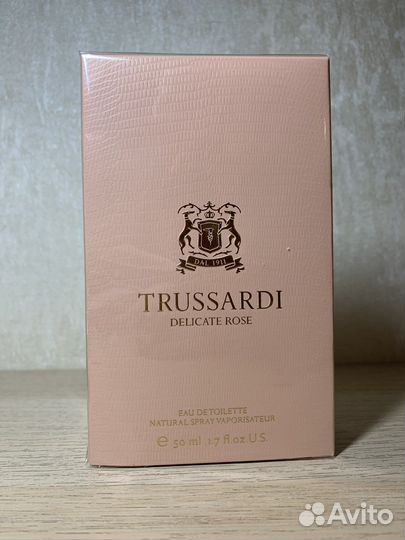 DAL 1911
TRUSSARDI
DELICATE ROSE
EAU DE TOILETTE
NATURAL SPRAY VAPORISATEUR
e 50 ml 1.7 fl.oz U.S.
Avito